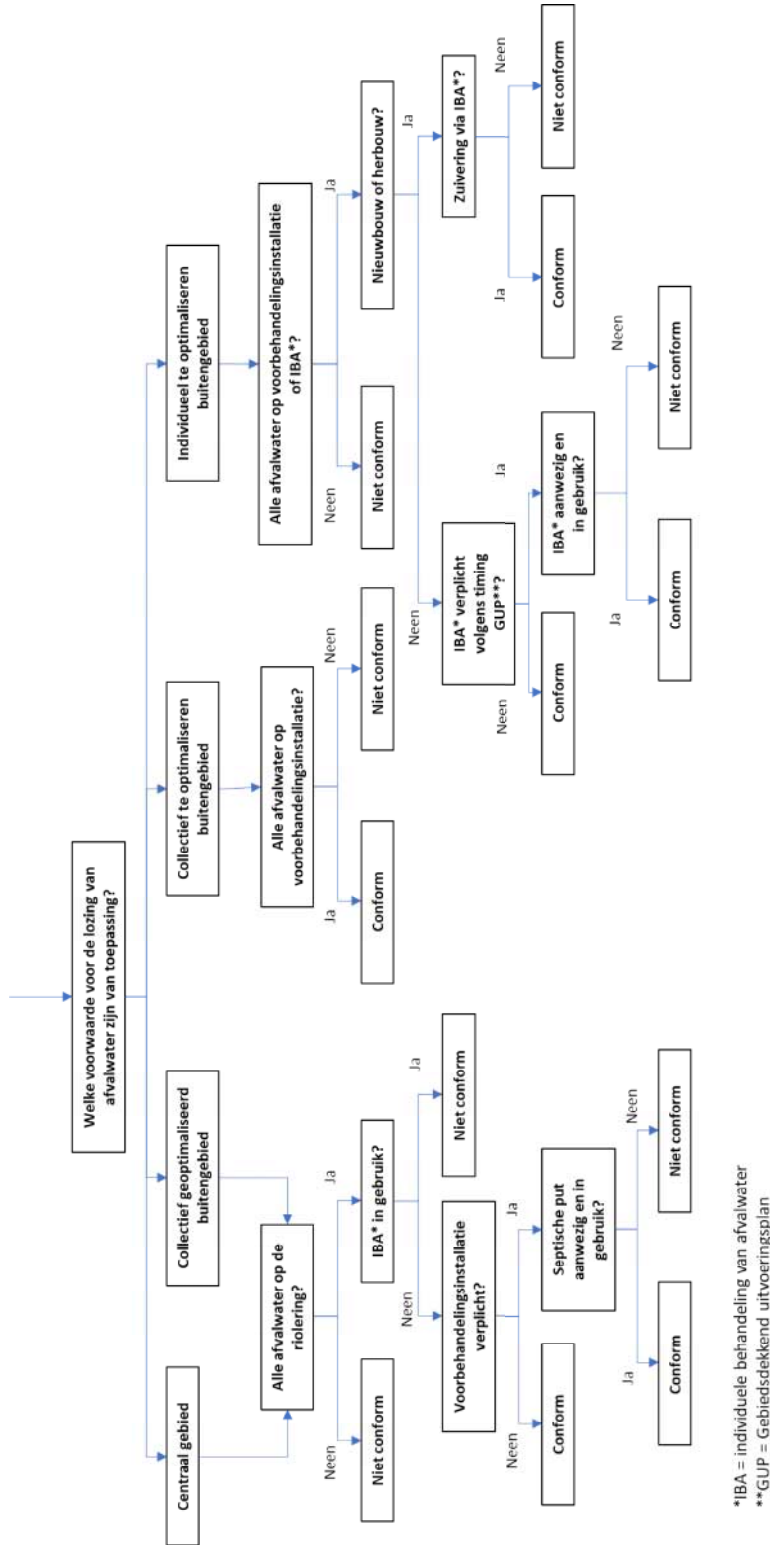 Welke voorwaarde voor de lozing van
afvalwater zijn van toepassing?
Centraal gebied
Collectief geoptimaliseerd
buitengebied
Collectief te optimaliseren
buitengebied
Individueel te optimaliseren
buitengebied
Alle afvalwater op de
riolering?
Alle afvalwater op
voorbehandelingsinstallatie?
Alle afvalwater op voorbehandelingsinstallatie
of IBA*?
Neen
Ja
Ja
Neen
Neen
Ja
Niet conform
IBA* in gebruik?
Conform
Niet conform
Niet conform
Nieuwbouw of herbouw?
Neen
Ja
Neen
Ja
Voorbehandelingsinstallatie
verplicht?
Niet conform
IBA* verplicht
volgens timing
GUP**?
Zuivering via IBA*?
Neen
Ja
Neen
Ja
Ja
Neen
Conform
Septische put
aanwezig en in
gebruik?
Conform
IBA* aanwezig en
in gebruik?
Conform
Niet conform
Ja
Neen
Ja
Neen
Conform
Niet conform
Conform
Niet conform
*IBA = individuele behandeling van afvalwater
**GUP = Gebiedsdekkend uitvoeringsplan